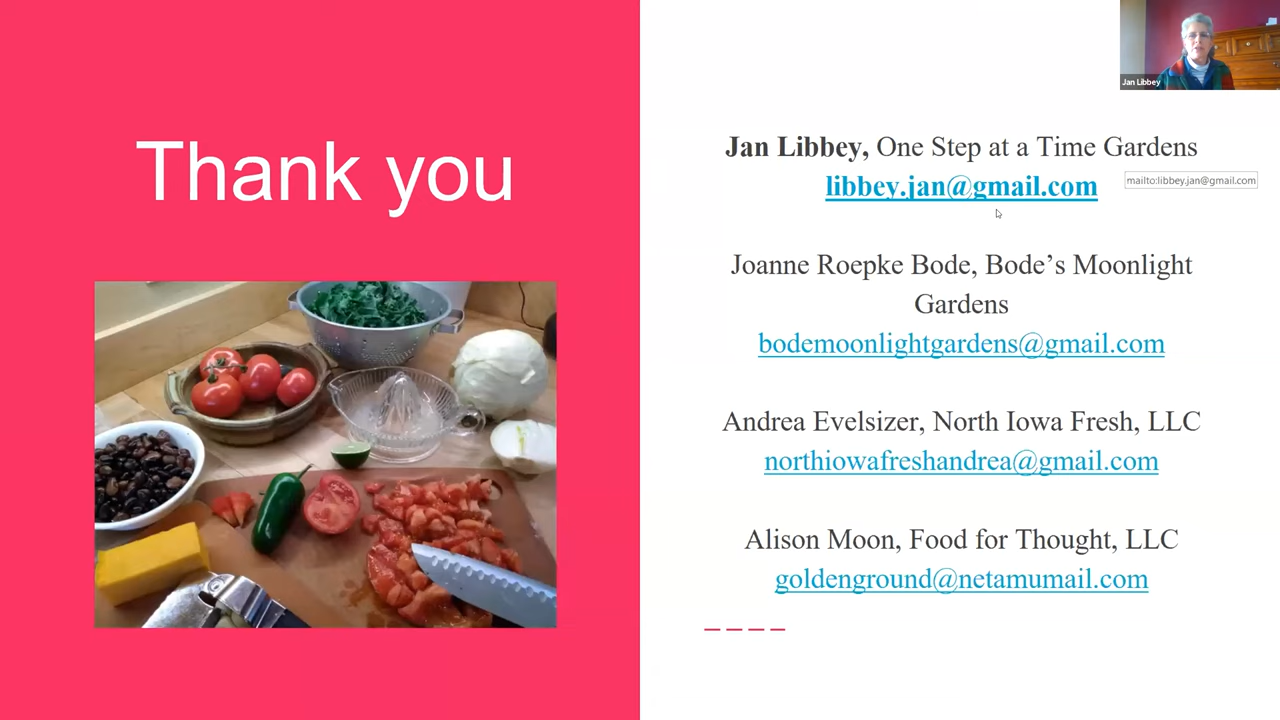 Jan Libbey
Thank you
Jan Libbey, One Step at a Time Gardens
libbey.jan@gmail.com
mailto:libbey.jan@gmail.com
Joanne Roepke Bode, Bode’s Moonlight
Gardens
bodemoonlightgardens@gmail.com
Andrea Evelsizer, North Iowa Fresh, LLC
northiowafreshandrea@gmail.com
Alison Moon, Food for Thought, LLC
goldenground@netamumail.com